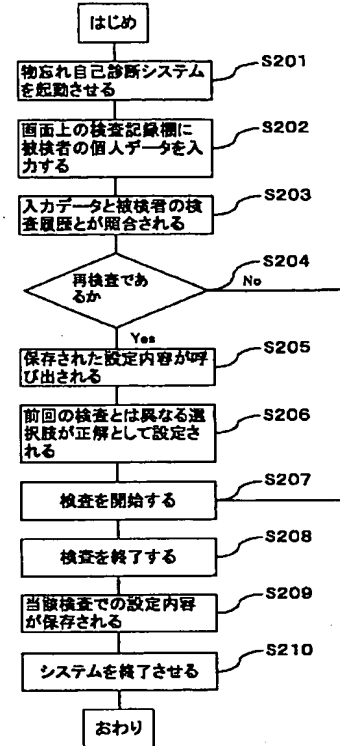 はじめ
S201
物忘れ自己診断システム
を起動させる
S202
画面上の検査記録欄に
被検者の個人データを入
力する
S203
入力データと被検者の検
査履歴とが照合される
S204
再検査であ
るか
No
Yes
S205
保存された設定内容が呼
び出される
S206
前回の検査とは異なる選
択肢が正解として設定さ
れる
S207
検査を開始する
S208
検査を終了する
S209
当該検査での設定内容
が保存される
S210
システムを終了させる
おわり